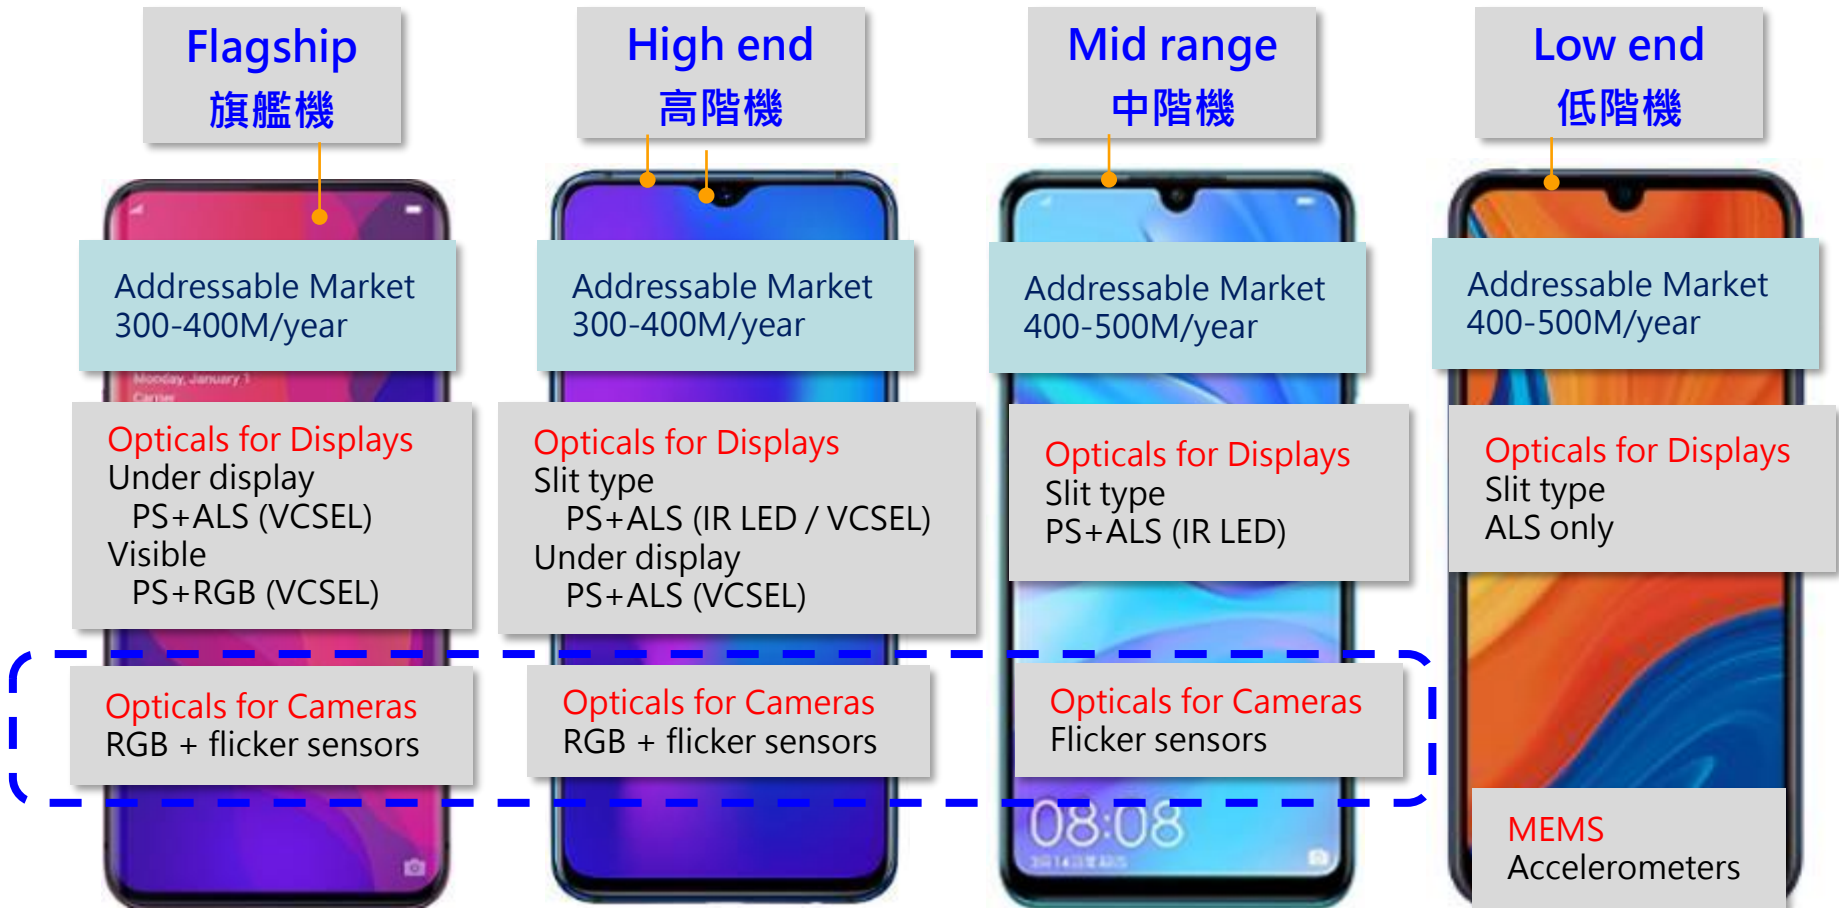 Flagship
旗艦機
High end
高階機
Mid range
中階機
Low end
低階機
Addressable Market
300-400M/year
Addressable Market
300-400M/year
Addressable Market
400-500M/year
Addressable Market
400-500M/year
Monday, January 1
Carrier
Opticals for Displays
Under display
PS+ALS (VCSEL)
Visible
PS+RGB (VCSEL)
Opticals for Displays
Slit type
PS+ALS (IR LED / VCSEL)
Under display
PS+ALS (VCSEL)
Opticals for Displays
Slit type
PS+ALS (IR LED)
Opticals for Displays
Slit type
ALS only
Opticals for Cameras
RGB + flicker sensors
Opticals for Cameras
RGB + flicker sensors
Opticals for Cameras
Flicker sensors
08:08
MEMS
Accelerometers